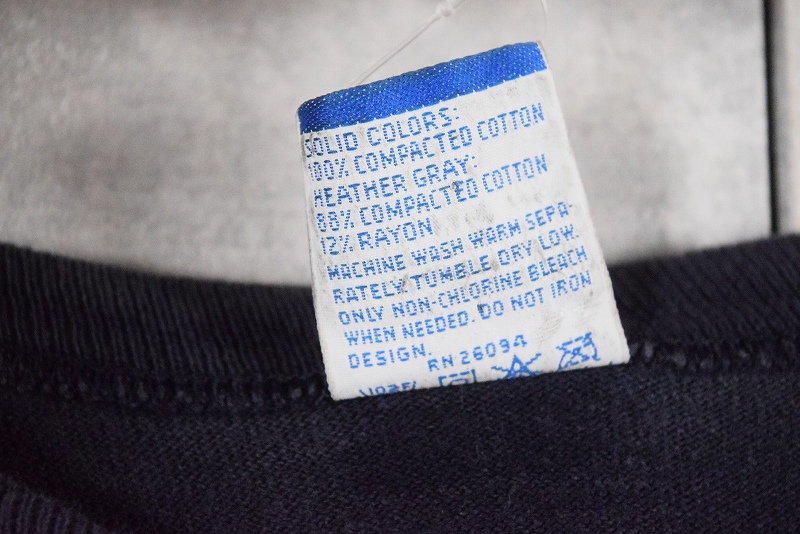 SOLID COLORS:
100% COMPACTED COTTON
HEATHER GRAY:
88% COMPACTED COTTON
12% RAYON
MACHINE WASH WARM SEPA-
RATELY. TUMBLE DRY LOW.
ONLY NON-CHLORINE BLEACH
WHEN NEEDED. DO NOT IRON
DESIGN.
RN 26094